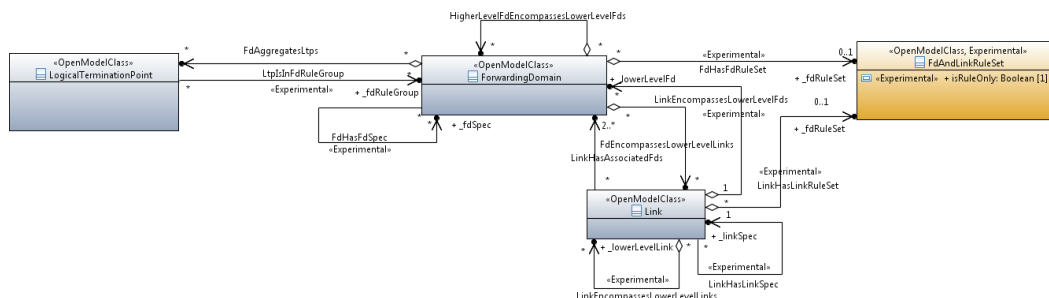 HigherLevelFdEncompassesLowerLevelFds
*
*
«OpenModelClass»
LogicalTerminationPoint
*
FdAggregatesLtps
*
LtpIsInFdRuleGroup
*
«Experimental»
*
+ _fdRuleGroup
«OpenModelClass»
ForwardingDomain
*
«Experimental»
FdHasFdRuleSet
0..1
+ _fdRuleSet
«OpenModelClass, Experimental»
FdAndLinkRuleSet
«Experimental» + isRuleOnly: Boolean [1]
+ _lowerLevelFd
*
*
LinkEncompassesLowerLevelFds
«Experimental»
0..1
+ _fdRuleSet
*
*
+ _fdSpec
FdHasFdSpec
«Experimental»
2..*
FdEncompassesLowerLevelLinks
LinkHasAssociatedFds
*
*
«Experimental»
LinkHasLinkRuleSet
«OpenModelClass»
Link
1
*
1
+ _linkSpec
*
+ _lowerLevelLink
*
*
«Experimental»
LinkEncompassesLowerLevelLinks
«Experimental»
LinkHasLinkSpec